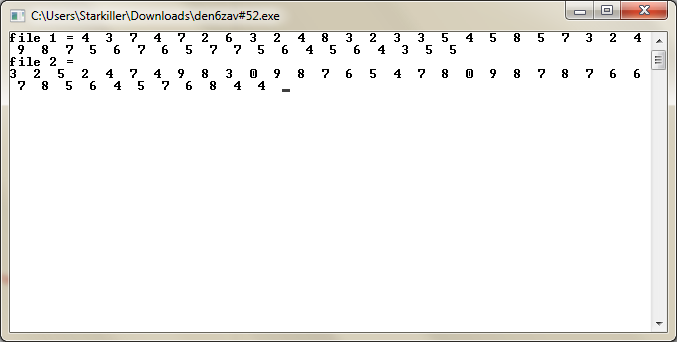 C:\Users\Starkiller\Downloads\den6zav#52.exe
file 1 = 4 3 7 4 7 2 6 3 2 4 8 3 2 3 3 5 4 5 8 5 7 3 2 4
9 8 7 5 6 7 6 5 7 7 5 6 4 5 6 4 3 5 5
file 2 =
3 2 5 2 4 7 4 9 8 3 0 9 8 7 6 5 4 7 8 0 9 8 7 8 7 6 6
7 8 5 6 4 5 7 6 8 4 4